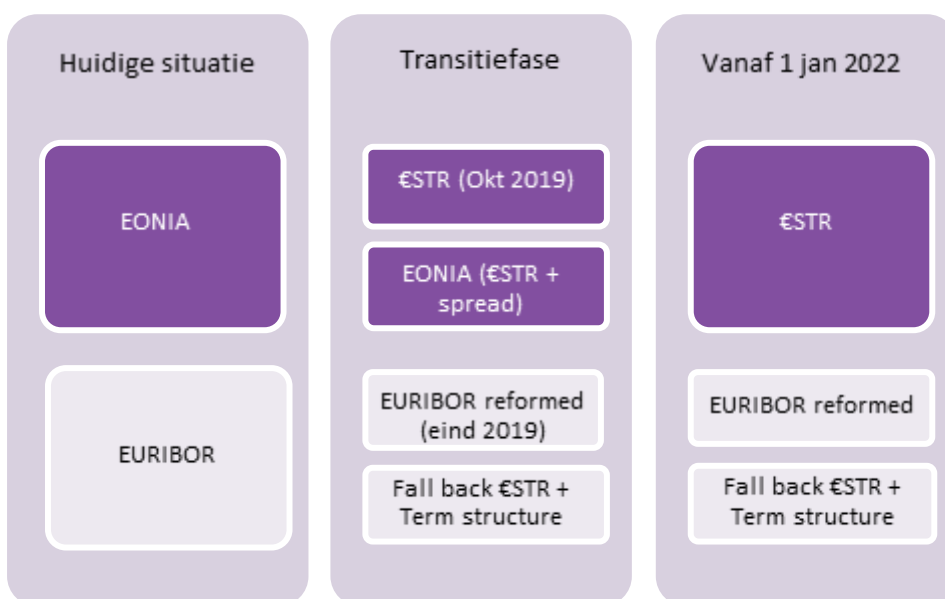 Huidige situatie
EONIA
EURIBOR
Transitiefase
€STR (Okt 2019)
EONIA (€STR +
spread)
EURIBOR reformed
(eind 2019)
Fall back €STR +
Term structure
Vanaf 1 jan 2022
€STR
EURIBOR reformed
Fall back €STR +
Term structure